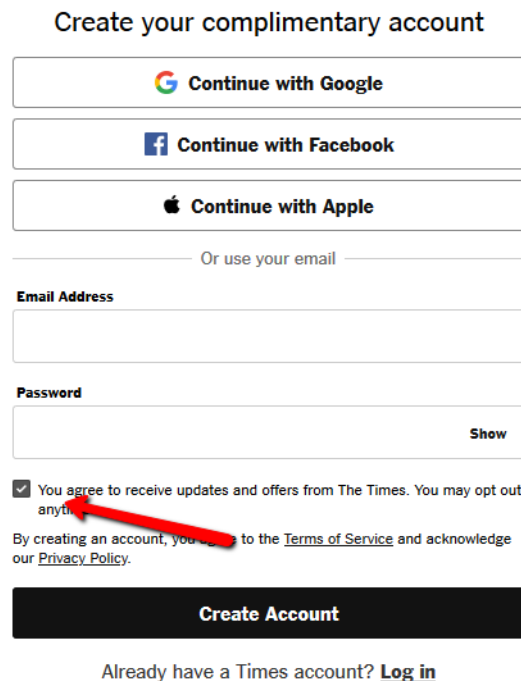 Create your complimentary account
Continue with Google
Continue with Facebook
Continue with Apple
Or use your email
Email Address
Password
Show
You agree to receive updates and offers from The Times. You may opt out
By creating an account, you to the Terms of Service and acknowledge
our Privacy Policy.
Create Account
Already have a Times account? Log in